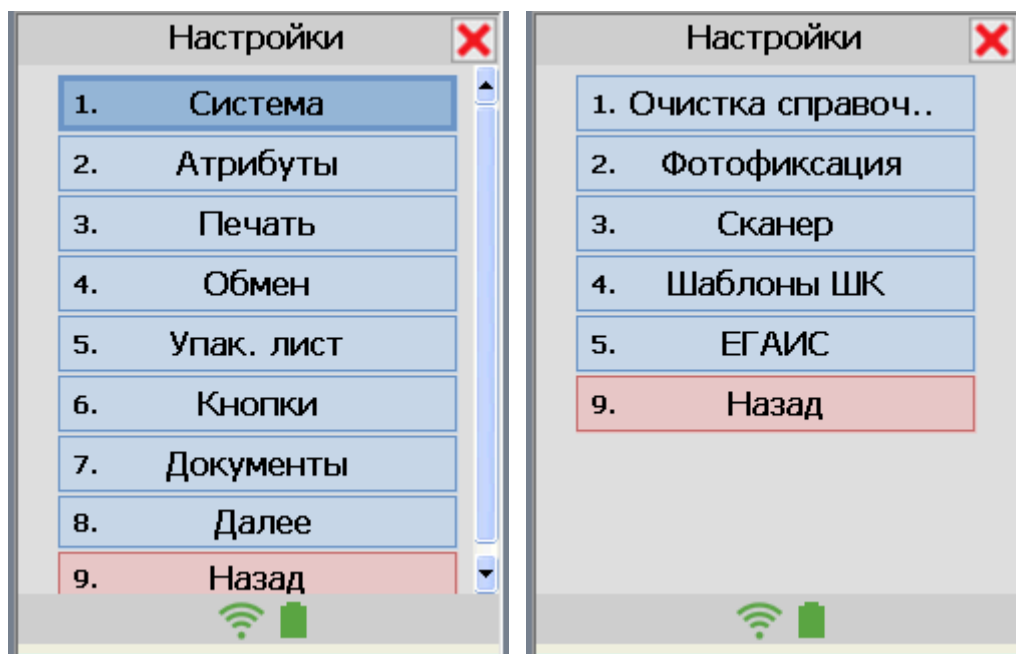 Настройки
1. Система
2. Атрибуты
3. Печать
4. Обмен
5. Упак. лист
6. Кнопки
7. Документы
8. Далее
9. Назад
Настройки
1. Очистка справоч..
2. Фотофиксация
3. Сканер
4. Шаблоны ШК
5. ЕГАИС
9. Назад